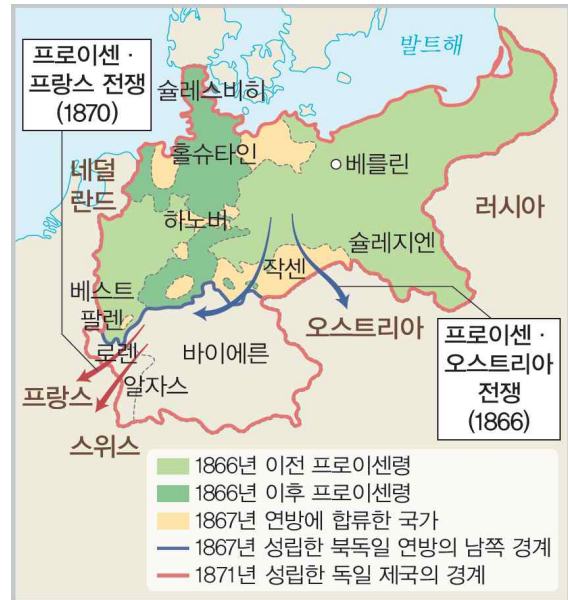 프로이센·
프랑스 전쟁
(1870)
발트해
슐레스비히
홀슈타인
네덜
란드
베를린
러시아
하노버
슐레지엔
작센
베스트
팔렌
오스트리아
프로이센·
오스트리아
전쟁
(1866)
로렌
바이에른
알자스
프랑스
스위스
1866년 이전 프로이센령
1866년 이후 프로이센령
1867년 연방에 합류한 국가
1867년 성립한 북독일 연방의 남쪽 경계
1871년 성립한 독일 제국의 경계